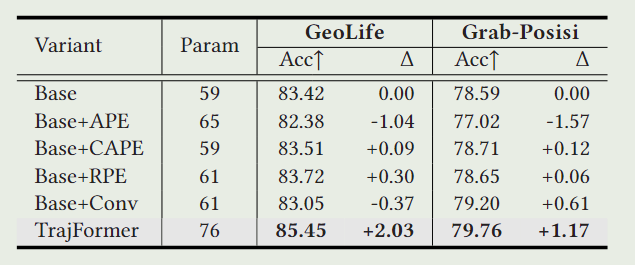 Variant Param GeoLife Grab-Posisi
Acc↑ Δ Acc↑ Δ
Base 59 83.42 0.00 78.59 0.00
Base+APE 65 82.38 -1.04 77.02 -1.57
Base+CAPE 59 83.51 +0.09 78.71 +0.12
Base+RPE 61 83.72 +0.30 78.65 +0.06
Base+Conv 61 83.05 -0.37 79.20 +0.61
TrajFormer 76 85.45 +2.03 79.76 +1.17